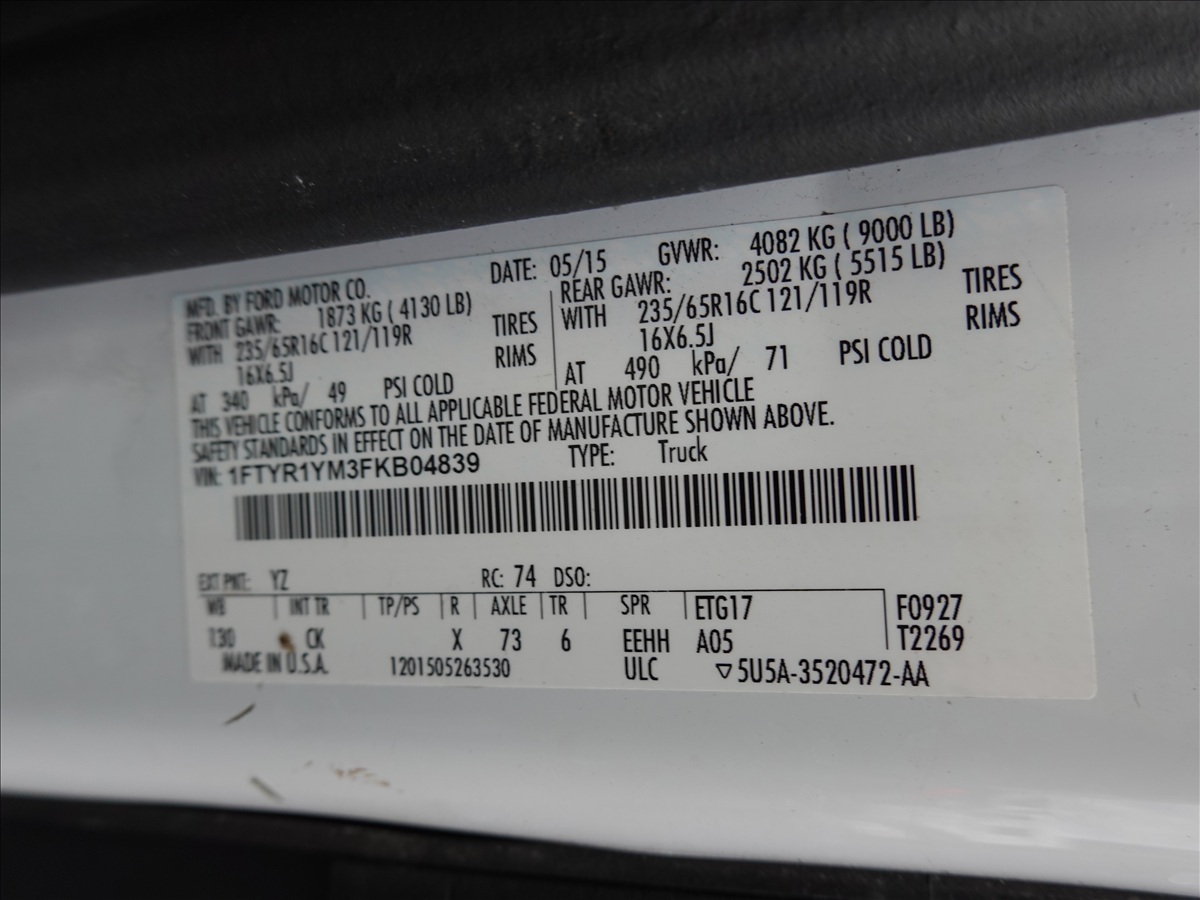 MFD. BY FORD MOTOR CO. DATE: 05/15 GVWR: 4082 KG ( 9000 LB)
FRONT GAWR: 1873 KG ( 4130 LB) REAR GAWR: 2502 KG ( 5515 LB)
WITH 235/65R16C 121/119R TIRES WITH 235/65R16C 121/119R TIRES
16X6.5J RIMS 16X6.5J RIMS
AT 340 kPa/ 49 PSI COLD AT 490 kPa/ 71 PSI COLD
THIS VEHICLE CONFORMS TO ALL APPLICABLE FEDERAL MOTOR VEHICLE
SAFETY STANDARDS IN EFFECT ON THE DATE OF MANUFACTURE SHOWN ABOVE.
VIN: 1FTYR1YM3FKB04839 TYPE: Truck
EXT PNT: YZ RC: 74 DSO:
WB INT TR TP/PS R AXLE TR SPR ETG17 F0927
130 CK X 73 6 EEHH A05 T2269
MADE IN U.S.A. 1201505263530 ULC ▽5U5A-3520472-AA